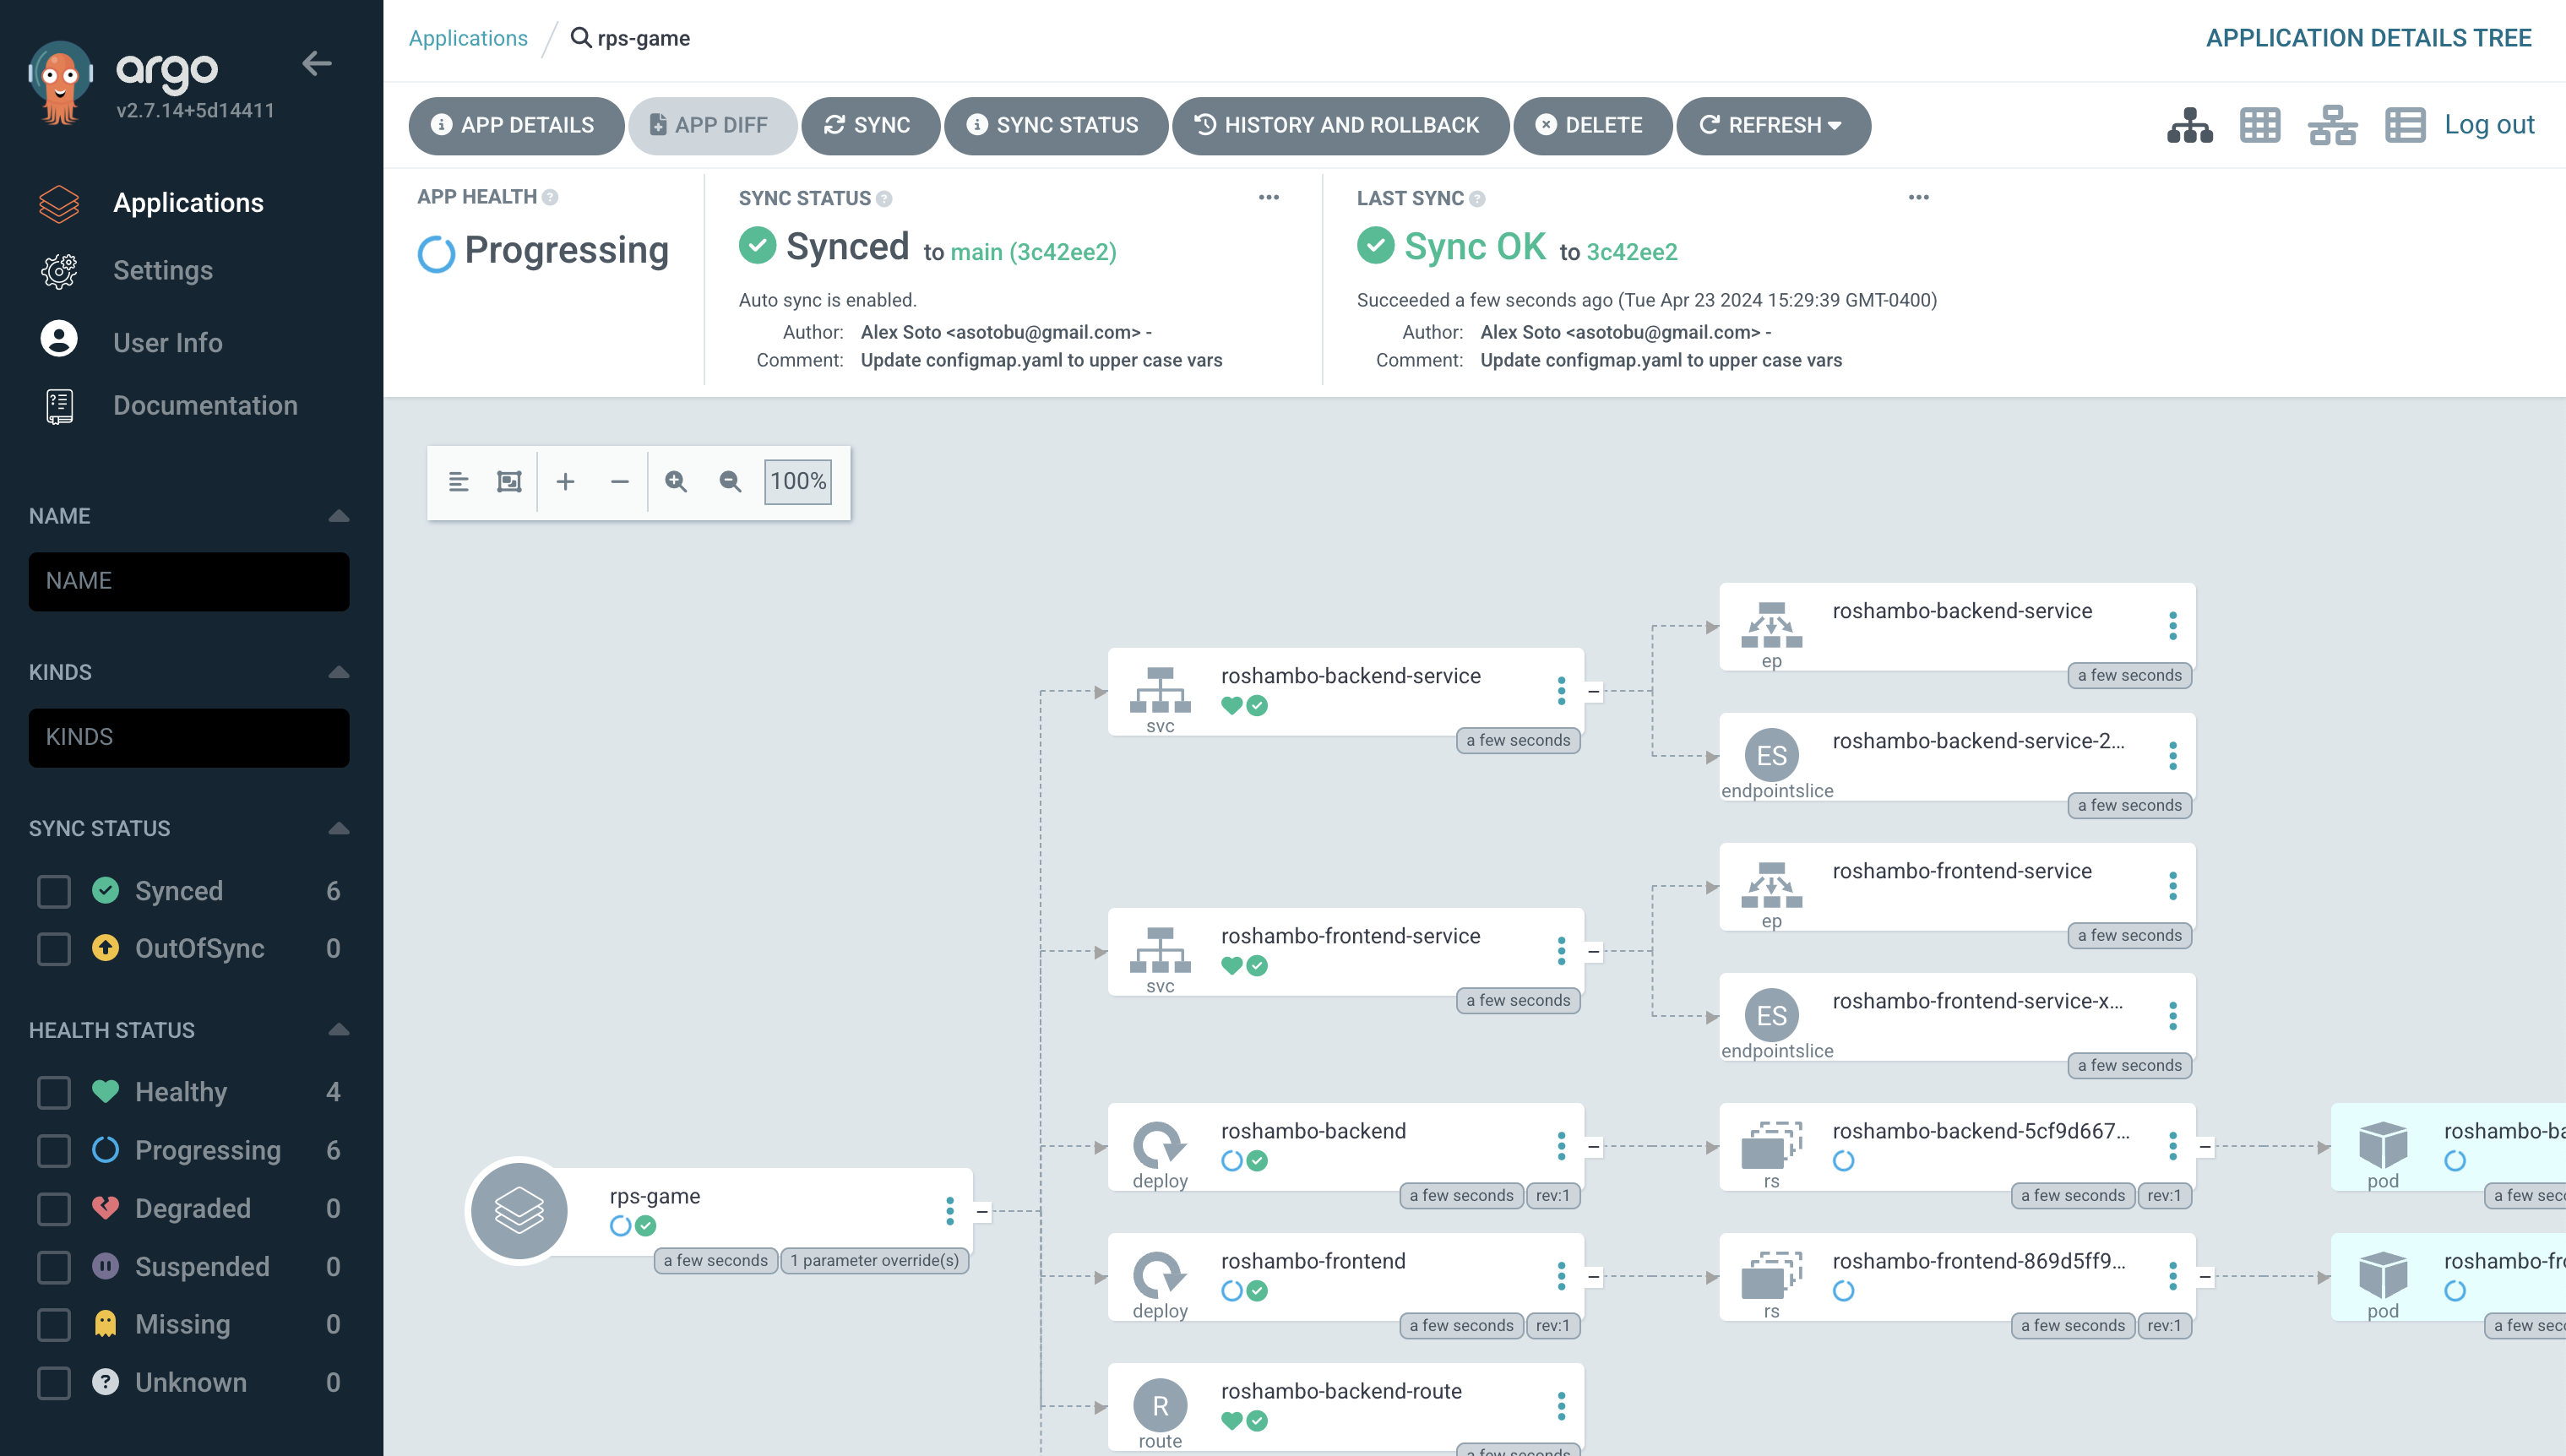 argo
v2.7.14+5d14411
Applications
Settings
User Info
Documentation
NAME
NAME
KINDS
KINDS
SYNC STATUS
Synced 6
OutOfSync 0
HEALTH STATUS
Healthy 4
Progressing 6
Degraded 0
Suspended 0
Missing 0
Unknown 0
Applications / rps-game
APPLICATION DETAILS TREE
APP DETAILS
APP DIFF
SYNC
SYNC STATUS
HISTORY AND ROLLBACK
DELETE
REFRESH
Log out
APP HEALTH
Progressing
SYNC STATUS
Synced to main (3c42ee2)
Auto sync is enabled.
Author: Alex Soto <asotobu@gmail.com> -
Comment: Update configmap.yaml to upper case vars
LAST SYNC
Sync OK to 3c42ee2
Succeeded a few seconds ago (Tue Apr 23 2024 15:29:39 GMT-0400)
Author: Alex Soto <asotobu@gmail.com> -
Comment: Update configmap.yaml to upper case vars
100%
rps-game
a few seconds 1 parameter override(s)
roshambo-backend-service
svc
a few seconds
roshambo-frontend-service
svc
a few seconds
roshambo-backend
deploy
a few seconds rev:1
roshambo-frontend
deploy
a few seconds rev:1
roshambo-backend-route
R
route
a few seconds
roshambo-backend-service
ep
a few seconds
roshambo-backend-service-2...
ES
endpointslice
a few seconds
roshambo-frontend-service
ep
a few seconds
roshambo-frontend-service-x...
ES
endpointslice
a few seconds
roshambo-backend-5cf9d667...
rs
a few seconds rev:1
roshambo-frontend-869d5ff9...
rs
a few seconds rev:1
roshambo-ba
pod
a few seco
roshambo-fr
pod
a few seco